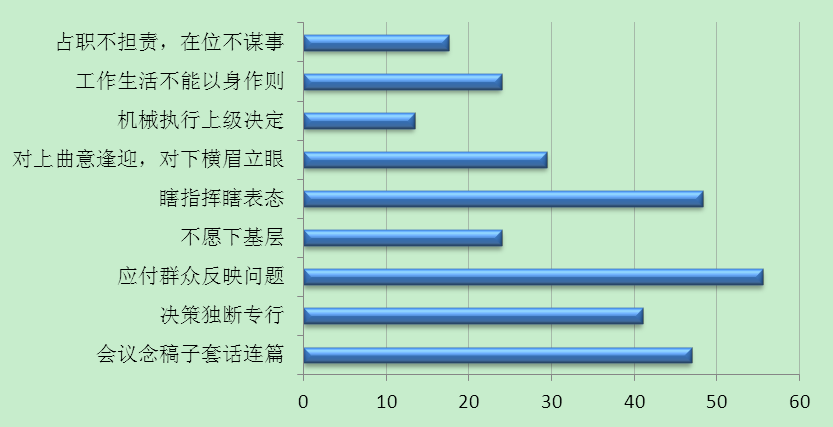 占职不担责，在位不谋事
工作生活不能以身作则
机械执行上级决定
对上曲意逢迎，对下横眉立眼
瞎指挥瞎表态
不愿下基层
应付群众反映问题
决策独断专行
会议念稿子套话连篇
0 10 20 30 40 50 60